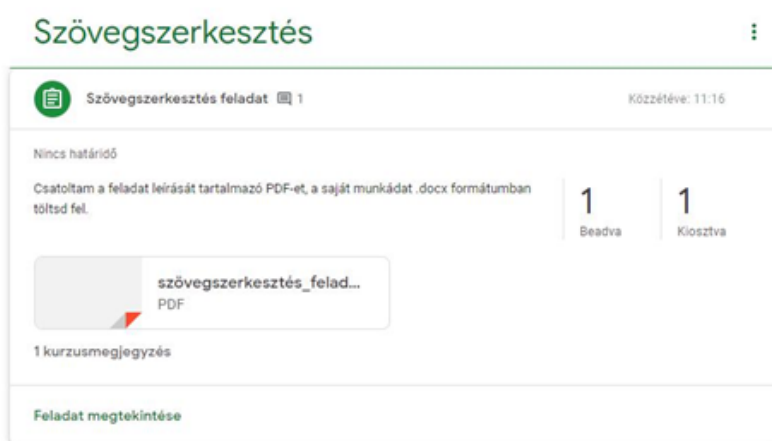 Szövegszerkesztés
Szövegszerkesztés feladat 1
Közzétéve: 11:16
Nincs határidő
Csatoltam a feladat leírását tartalmazó PDF-et, a saját munkádat .docx formátumban
töltsd fel.
1
Beadva
1
Kiosztva
szövegszerkesztés_felad...
PDF
1 kurzusmegjegyzés
Feladat megtekintése